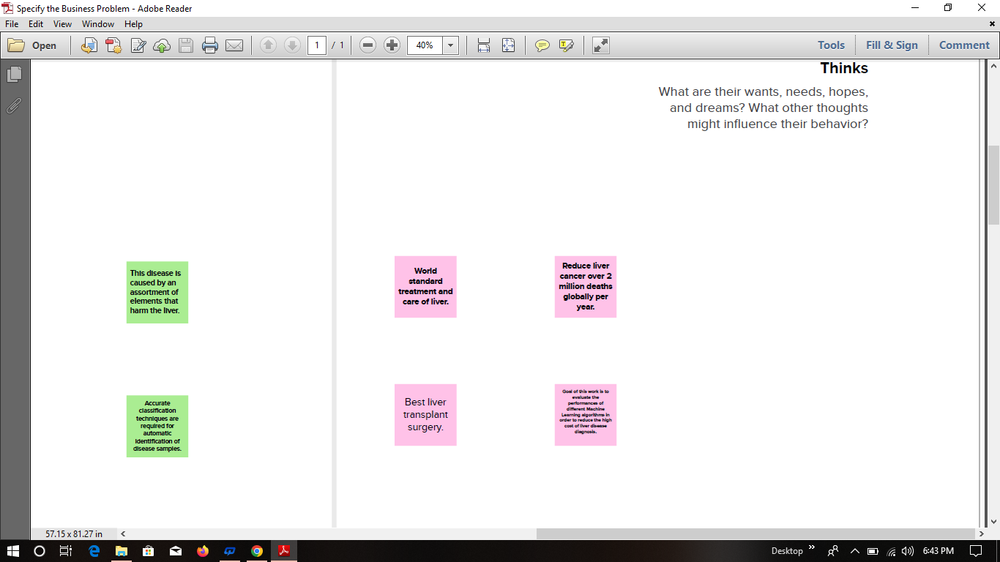 Specify the Business Problem - Adobe Reader
File Edit View Window Help
Open
1 / 1
40%
Tools Fill & Sign Comment
Thinks
What are their wants, needs, hopes,
and dreams? What other thoughts
might influence their behavior?
This disease is
caused by an
assortment of
elements that
harm the liver.
World
standard
treatment and
care of liver.
Reduce liver
cancer over 2
million deaths
globally per
year.
Accurate
classification
techniques are
required for
automatic
identification of
disease samples.
Best liver
transplant
surgery.
Goal of this work is to
evaluate the
performances of
different Machine
Learning algorithms in
order to reduce the high
cost of liver disease
diagnosis.
57.15 x 81.27 in
Desktop
6:43 PM